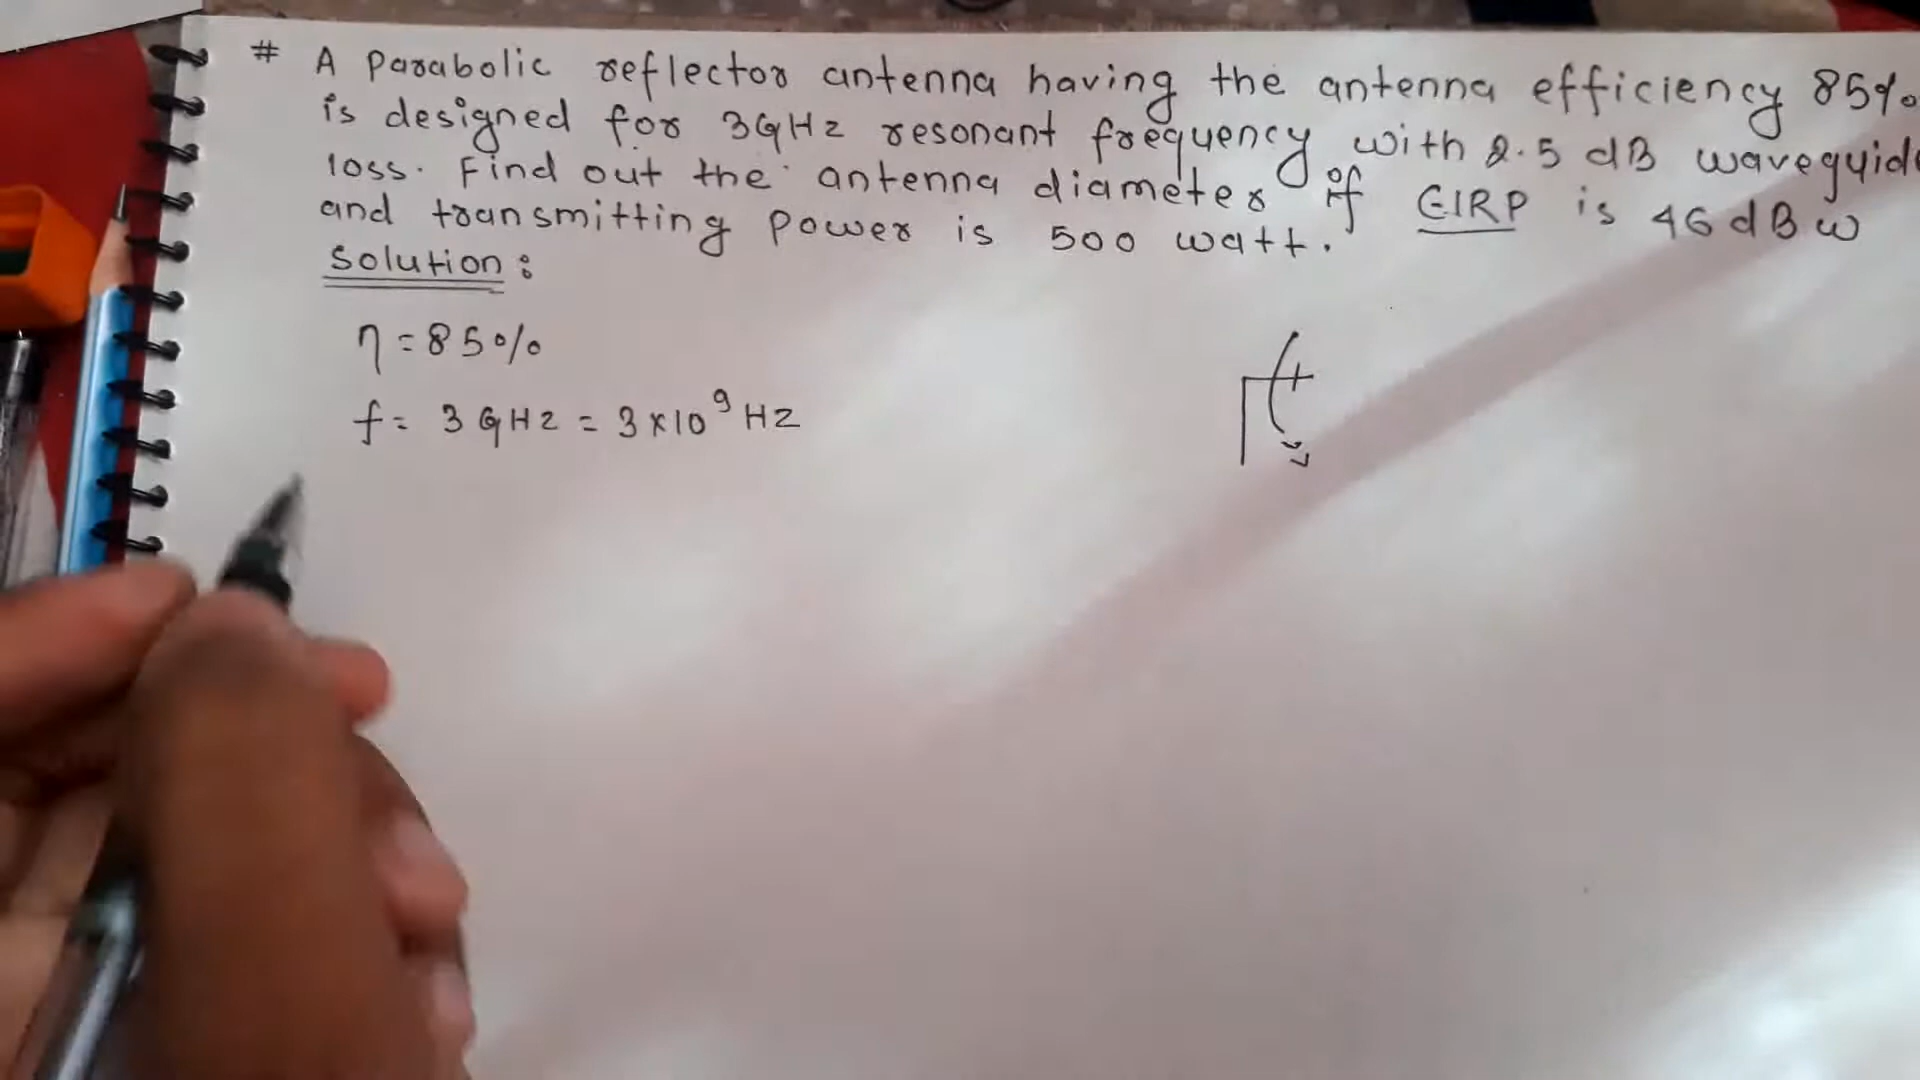 # A Parabolic reflector antenna having the antenna efficiency 85%
is designed for 3GHz resonant frequency with 2.5 dB waveguide
loss. Find out the antenna diameter if of EIRP is 46 dBw
and transmitting power is 500 watt.
Solution:
η = 85%
f = 3 GHz = 3×10⁹ Hz